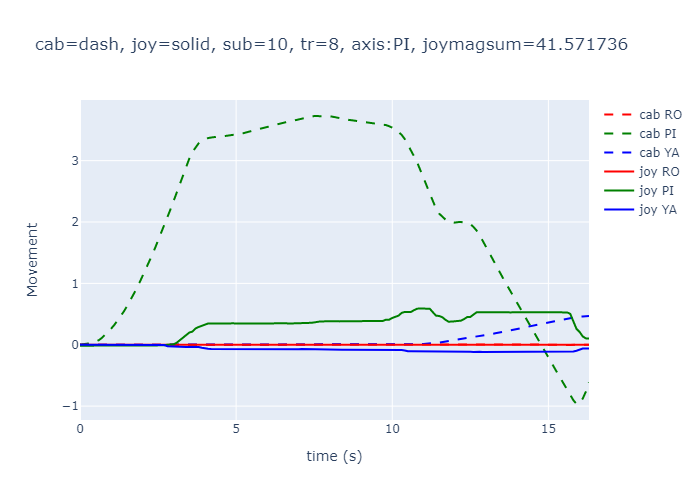 cab=dash, joy=solid, sub=10, tr=8, axis:PI, joymagsum=41.571736
cab RO
cab PI
cab YA
joy RO
joy PI
joy YA
Movement
3
2
1
0
−1
0
5
10
15
time (s)